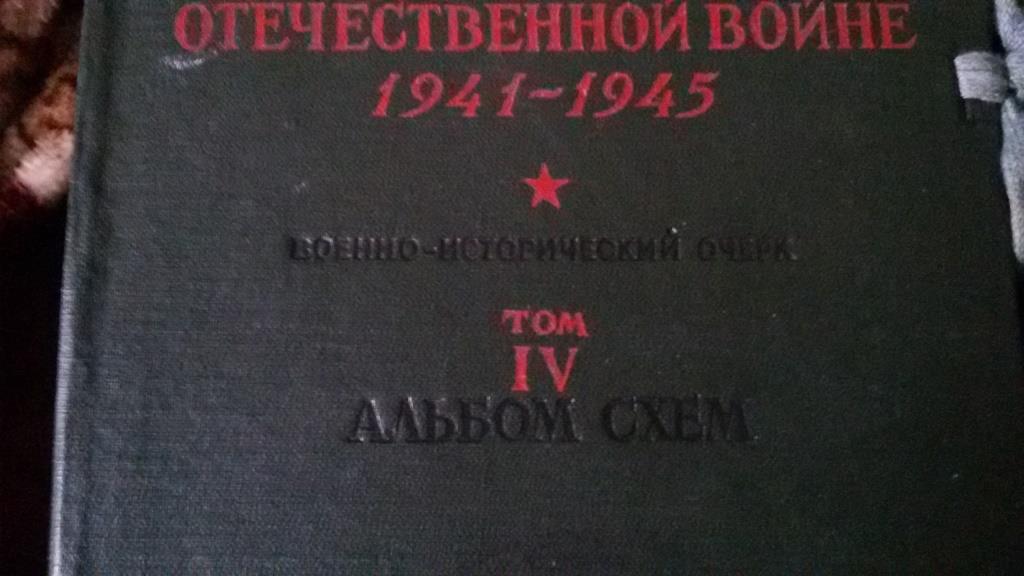 ОТЕЧЕСТВЕННОЙ ВОЙНЕ
1941-1945
ВОЕННО-ИСТОРИЧЕСКИЙ ОЧЕРК
ТОМ
IV
АЛЬБОМ СХЕМ